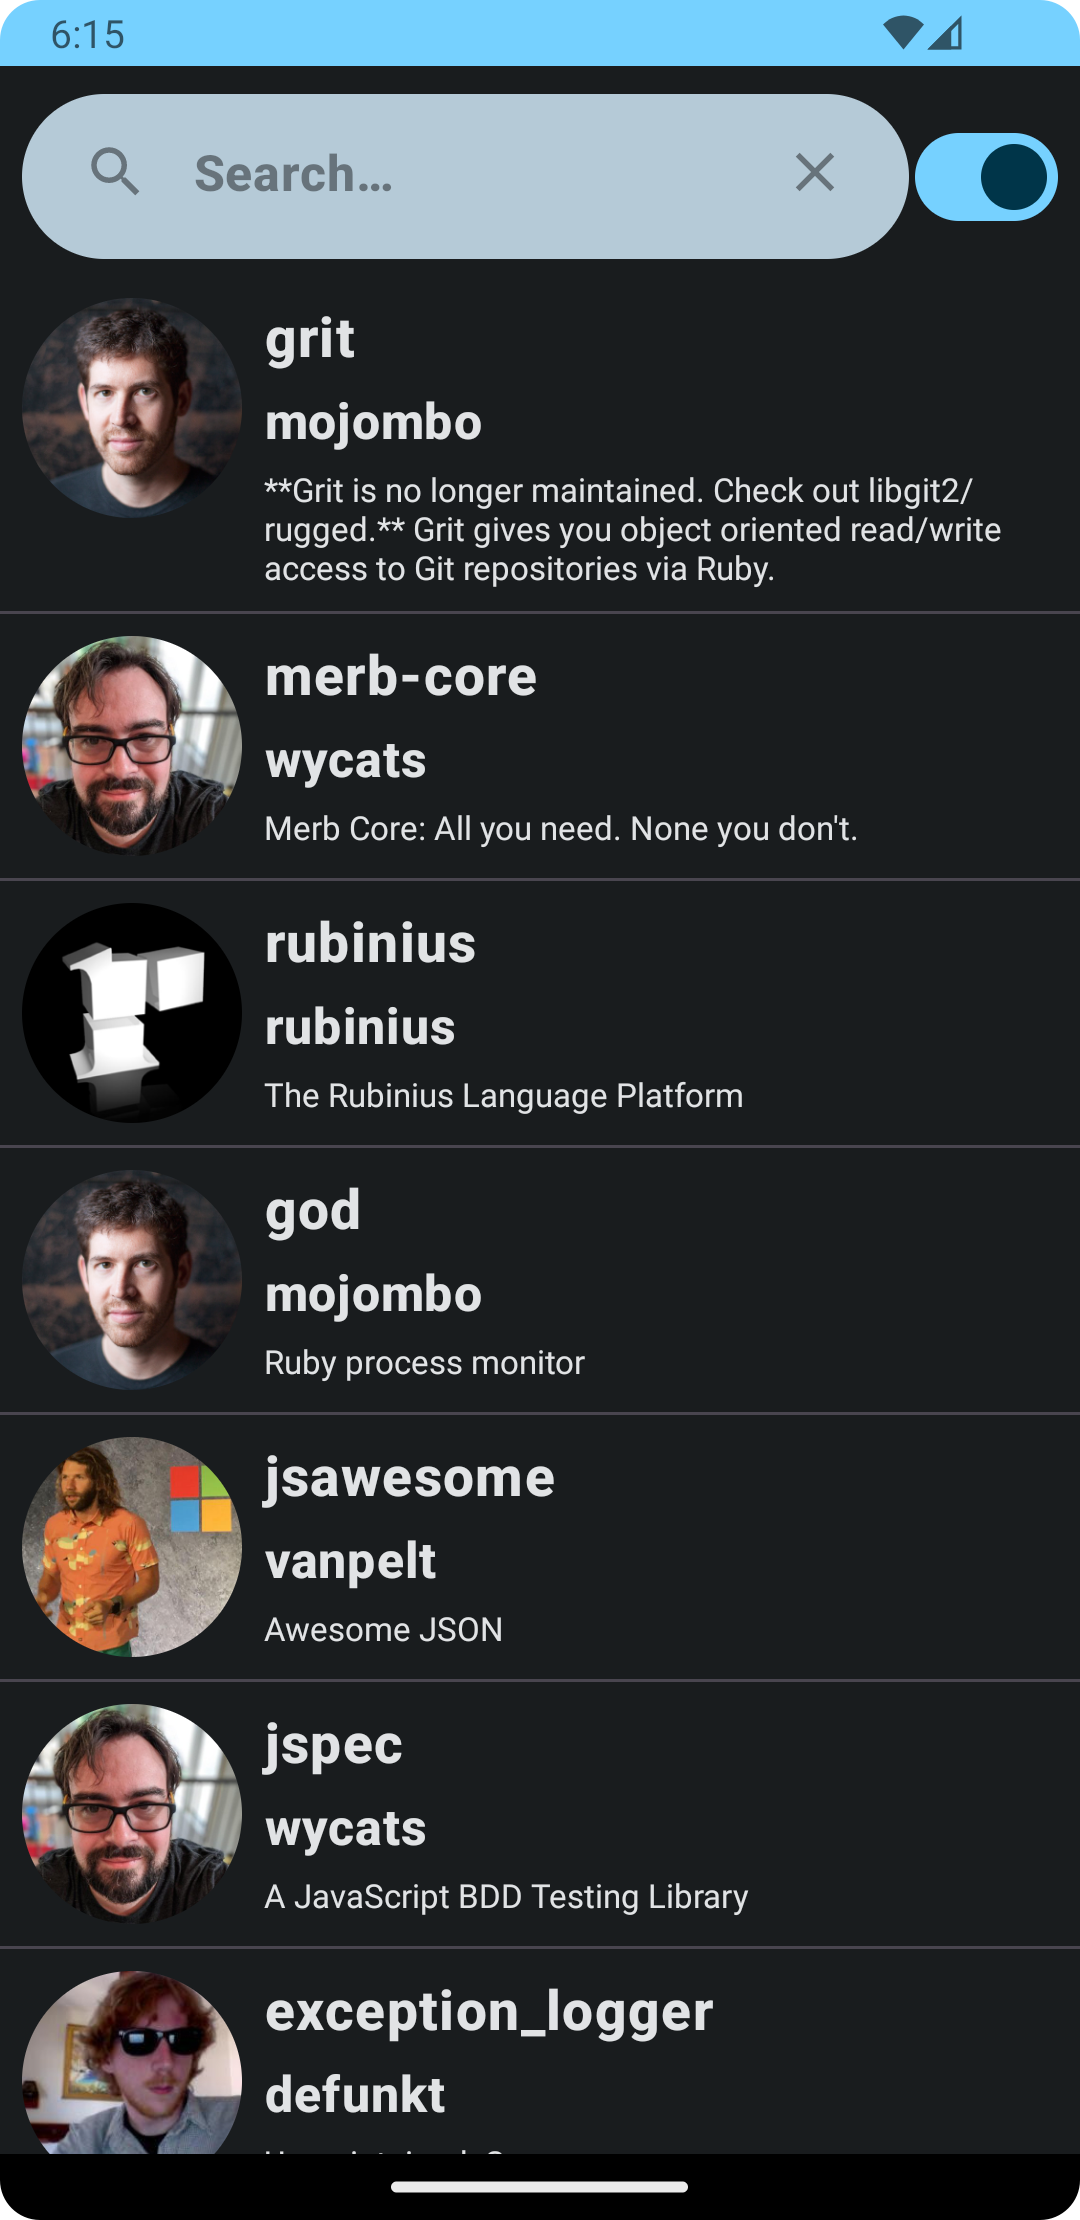 6:15
Search...
grit
mojombo
**Grit is no longer maintained. Check out libgit2/
rugged.** Grit gives you object oriented read/write
access to Git repositories via Ruby.
merb-core
wycats
Merb Core: All you need. None you don't.
rubinius
rubinius
The Rubinius Language Platform
god
mojombo
Ruby process monitor
jsawesome
vanpelt
Awesome JSON
jspec
wycats
A JavaScript BDD Testing Library
exception_logger
defunkt